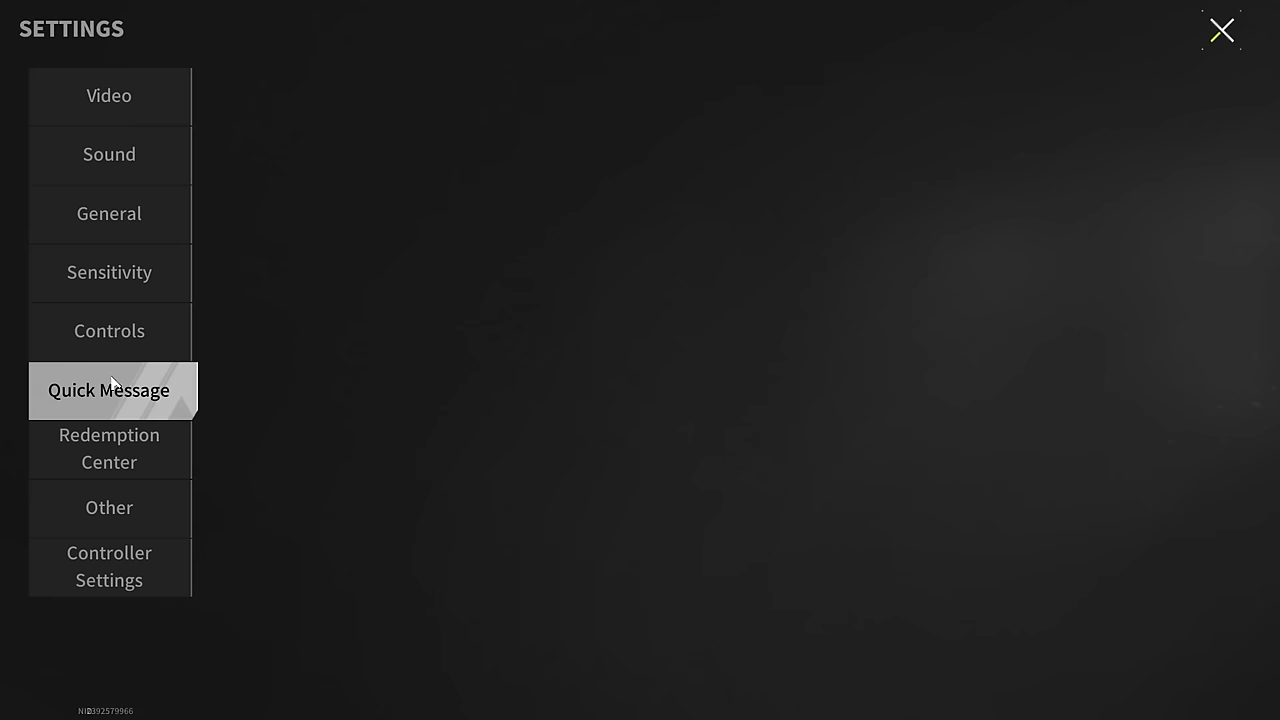 SETTINGS
Video
Sound
General
Sensitivity
Controls
Quick Message
Redemption
Center
Other
Controller
Settings